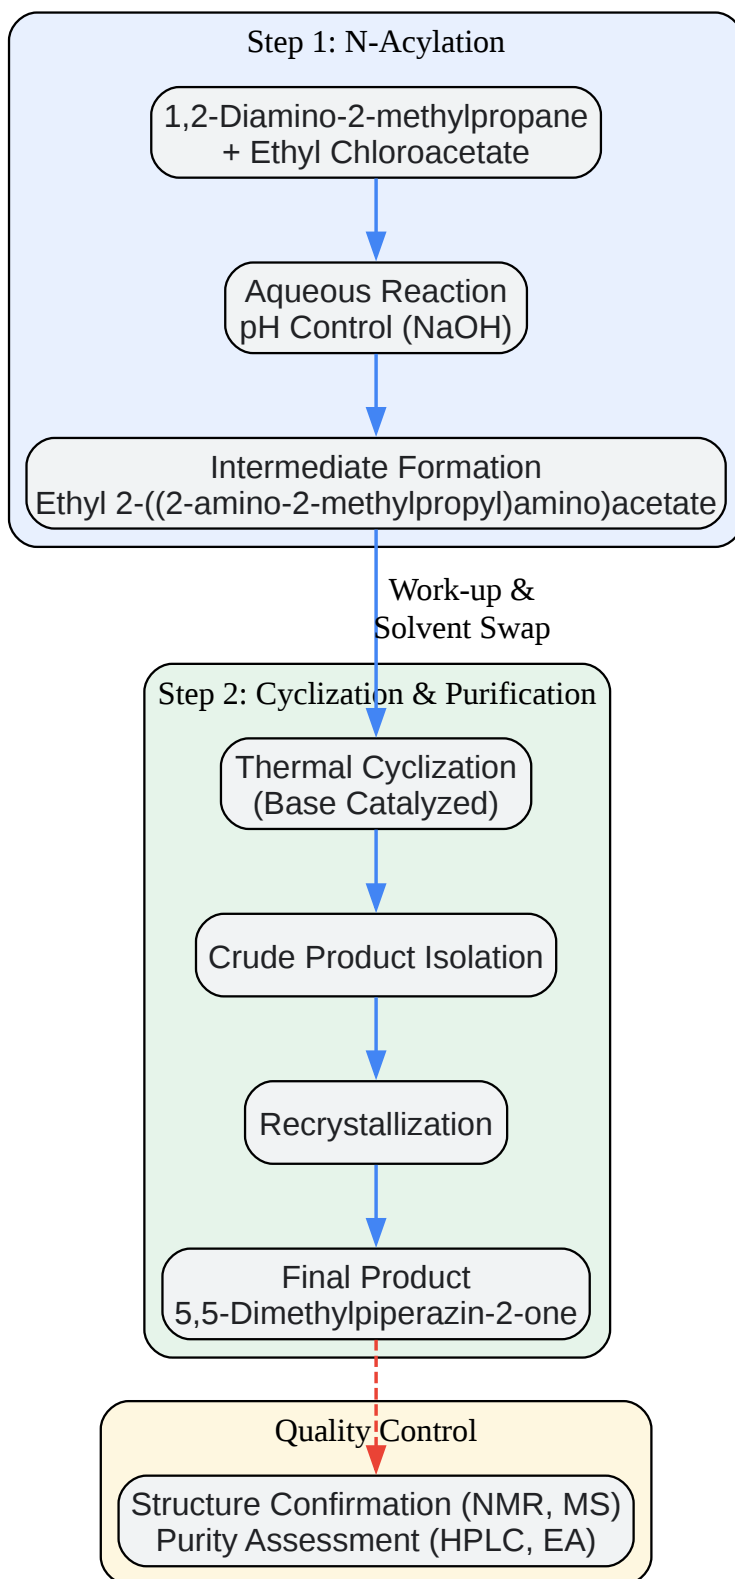 Step 1: N-Acylation
1,2-Diamino-2-methylpropane
+ Ethyl Chloroacetate
Aqueous Reaction
pH Control (NaOH)
Intermediate Formation
Ethyl 2-((2-amino-2-methylpropyl)amino)acetate
Work-up &
Solvent Swap
Step 2: Cyclization & Purification
Thermal Cyclization
(Base Catalyzed)
Crude Product Isolation
Recrystallization
Final Product
5,5-Dimethylpiperazin-2-one
Quality Control
Structure Confirmation (NMR, MS)
Purity Assessment (HPLC, EA)